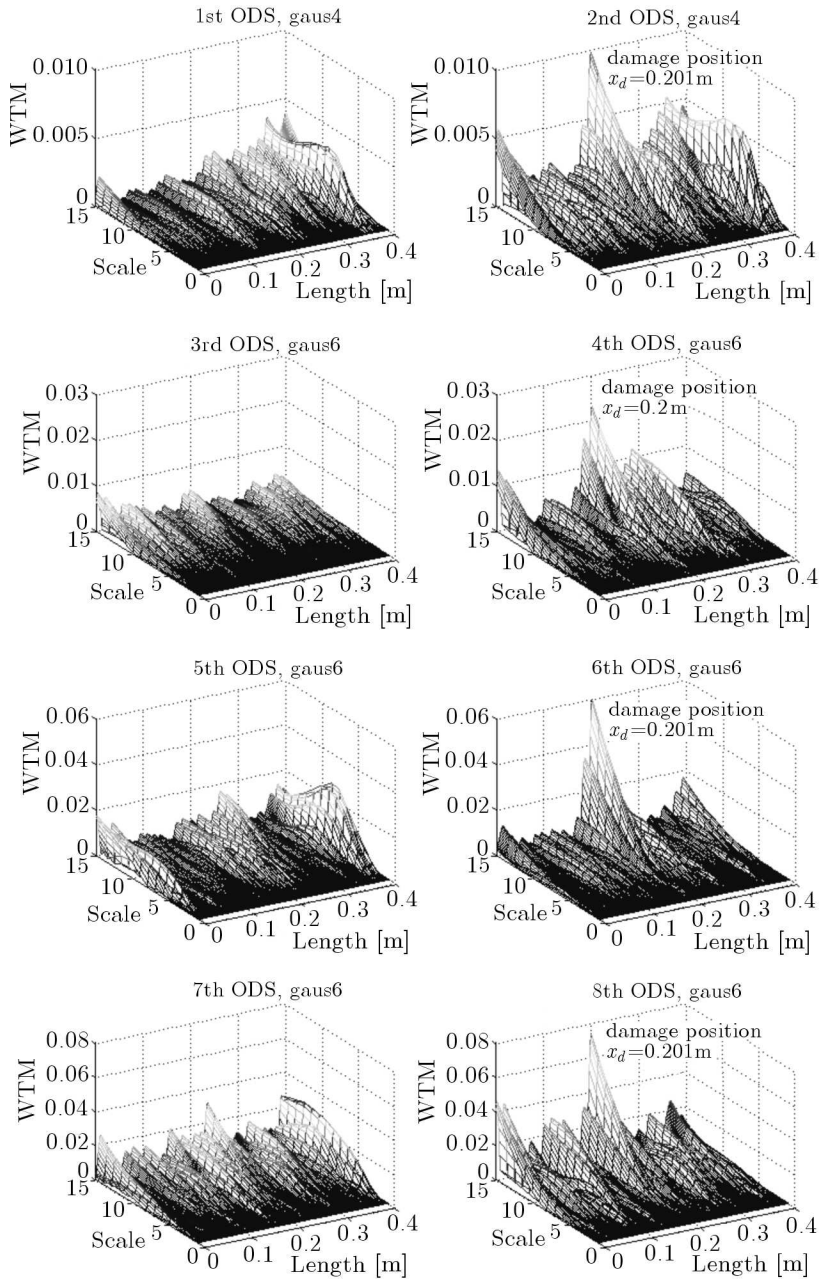 1st ODS, gaus4
0.010
0.005
0
WTM
15
10
5
0
Scale
0
0.1
0.2
0.3
0.4
Length [m]
2nd ODS, gaus4
damage position
x_d=0.201m
0.010
0.005
0
WTM
15
10
5
0
Scale
0
0.1
0.2
0.3
0.4
Length [m]
3rd ODS, gaus6
0.03
0.02
0.01
0
WTM
15
10
5
0
Scale
0
0.1
0.2
0.3
0.4
Length [m]
4th ODS, gaus6
damage position
x_d=0.2m
0.03
0.02
0.01
0
WTM
15
10
5
0
Scale
0
0.1
0.2
0.3
0.4
Length [m]
5th ODS, gaus6
0.06
0.04
0.02
0
WTM
15
10
5
0
Scale
0
0.1
0.2
0.3
0.4
Length [m]
6th ODS, gaus6
damage position
x_d=0.201m
0.06
0.04
0.02
0
WTM
15
10
5
0
Scale
0
0.1
0.2
0.3
0.4
Length [m]
7th ODS, gaus6
0.08
0.06
0.04
0.02
0
WTM
15
10
5
0
Scale
0
0.1
0.2
0.3
0.4
Length [m]
8th ODS, gaus6
damage position
x_d=0.201m
0.08
0.06
0.04
0.02
0
WTM
15
10
5
0
Scale
0
0.1
0.2
0.3
0.4
Length [m]